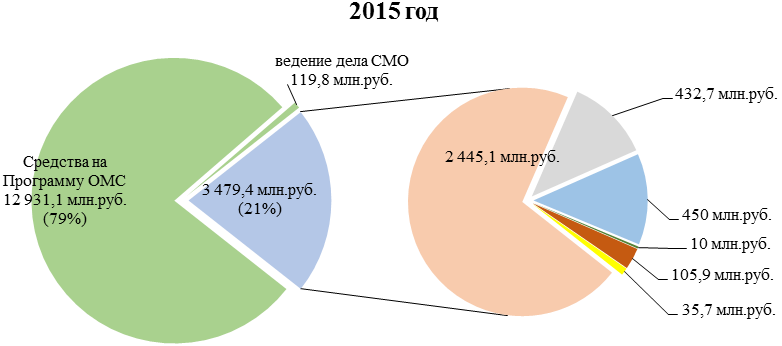 2015 год
ведение дела СМО
119,8 млн.руб.
Средства на
Программу ОМС
12 931,1 млн.руб.
(79%)
3 479,4 млн.руб.
(21%)
2 445,1 млн.руб.
432,7 млн.руб.
450 млн.руб.
10 млн.руб.
105,9 млн.руб.
35,7 млн.руб.